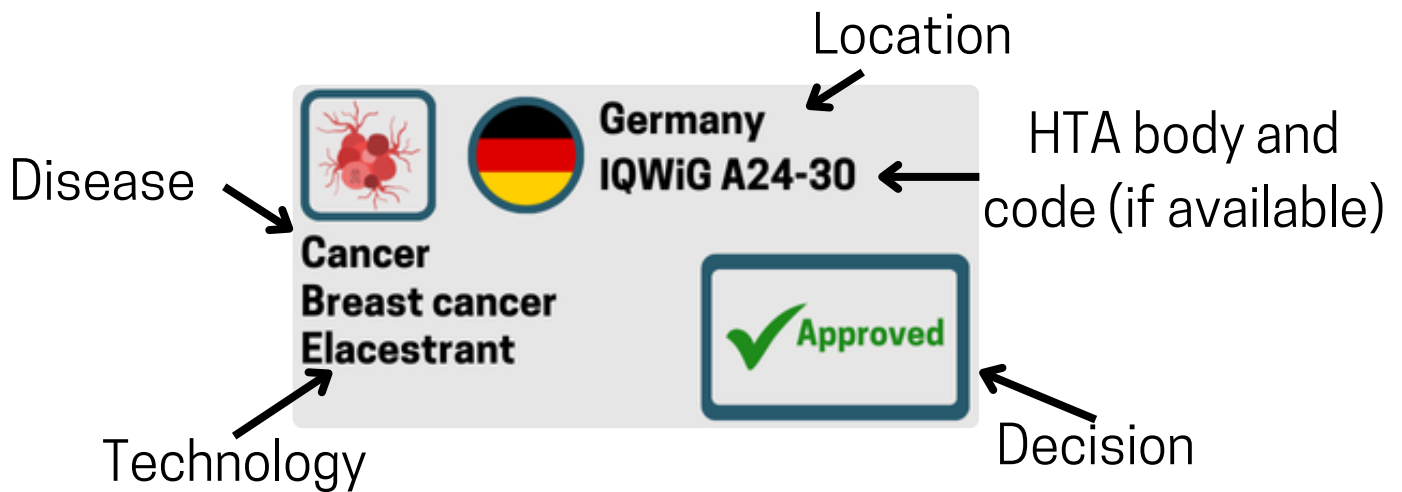 Location
Germany
IQWiG A24-30
HTA body and
code (if available)
Disease
Cancer
Breast cancer
Elacestrant
Approved
Technology
Decision